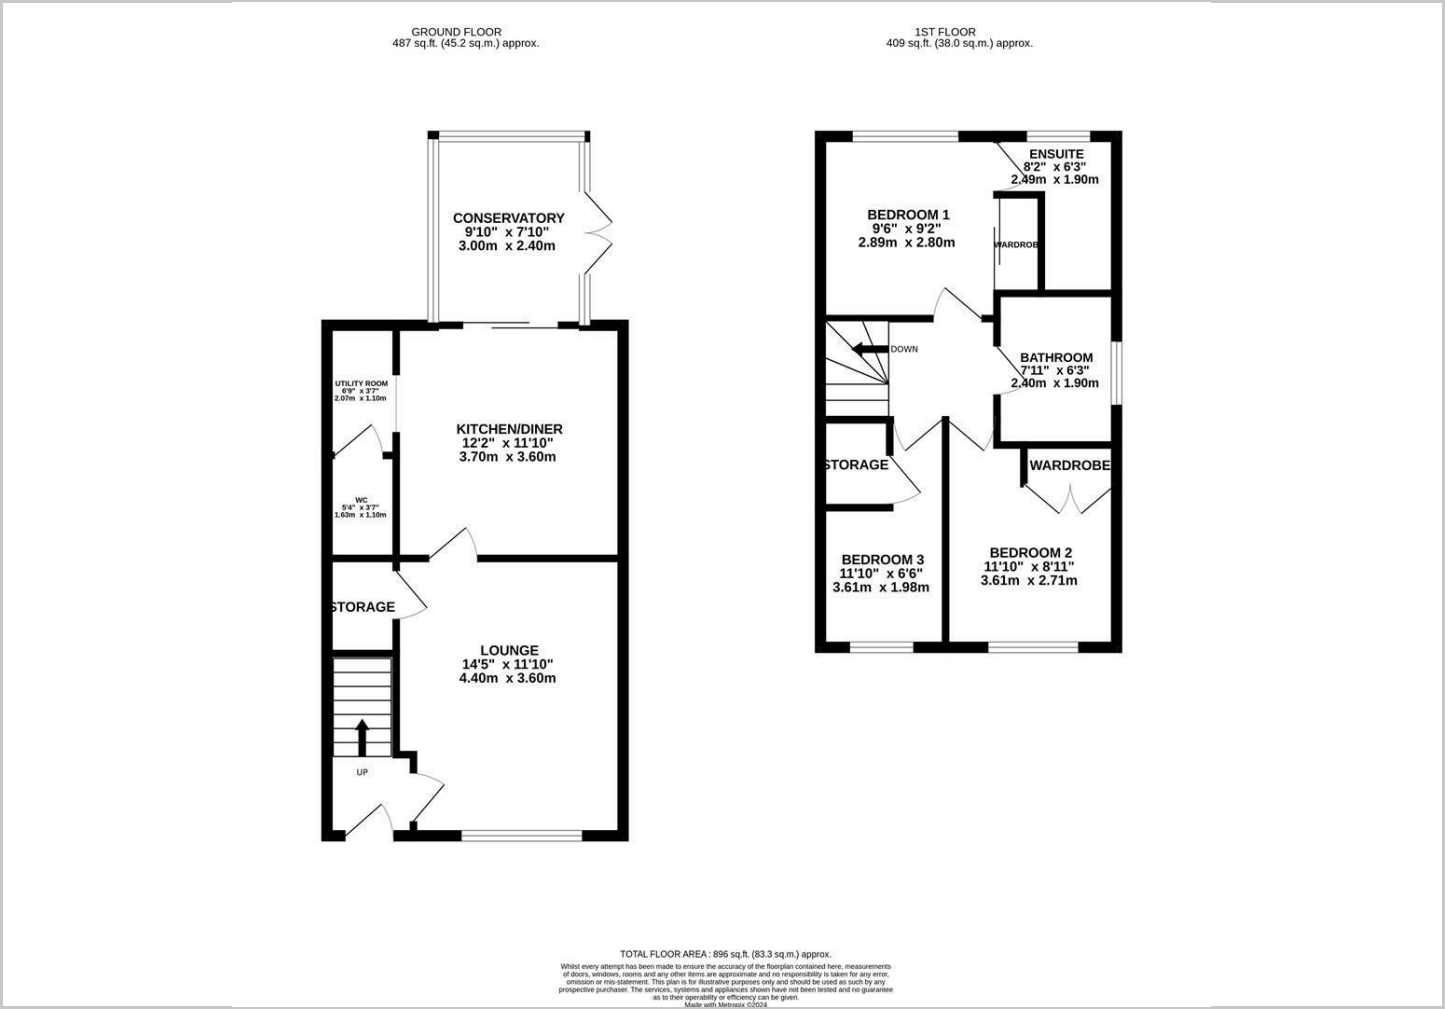 GROUND FLOOR
487 sq.ft. (45.2 sq.m.) approx.
1ST FLOOR
409 sq.ft. (38.0 sq.m.) approx.
CONSERVATORY
9'10" x 7'10"
3.00m x 2.40m
UTILITY ROOM
6'9" x 3'7"
2.07m x 1.10m
KITCHEN/DINER
12'2" x 11'10"
3.70m x 3.60m
WC
5'4" x 3'7"
1.63m x 1.10m
STORAGE
LOUNGE
14'5" x 11'10"
4.40m x 3.60m
UP
ENSUITE
8'2" x 6'3"
2.49m x 1.90m
BEDROOM 1
9'6" x 9'2"
2.89m x 2.80m
WARDROBE
DOWN
BATHROOM
7'11" x 6'3"
2.40m x 1.90m
STORAGE
WARDROBE
BEDROOM 3
11'10" x 6'6"
3.61m x 1.98m
BEDROOM 2
11'10" x 8'11"
3.61m x 2.71m
TOTAL FLOOR AREA : 896 sq.ft. (83.3 sq.m.) approx.
Whilst every attempt has been made to ensure the accuracy of the floorplan contained here, measurements
of doors, windows, rooms and any other items are approximate and no responsibility is taken for any error,
omission or mis-statement. This plan is for illustrative purposes only and should be used as such by any
prospective purchaser. The services, systems and appliances shown have not been tested and no guarantee
as to their operability or efficiency can be given.
Made with Metropix ©2024